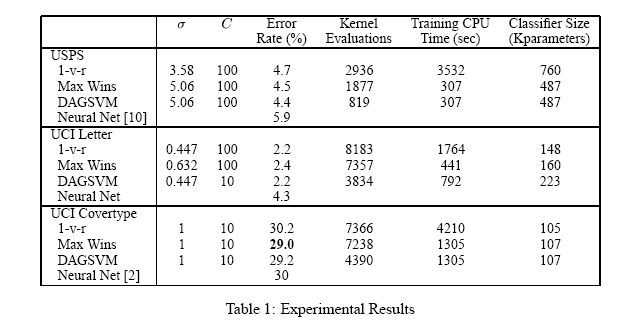 σ C Error Kernel Training CPU Classifier Size
Rate (%) Evaluations Time (sec) (Kparameters)
USPS
1-v-r 3.58 100 4.7 2936 3532 760
Max Wins 5.06 100 4.5 1877 307 487
DAGSVM 5.06 100 4.4 819 307 487
Neural Net [10] 5.9
UCI Letter
1-v-r 0.447 100 2.2 8183 1764 148
Max Wins 0.632 100 2.4 7357 441 160
DAGSVM 0.447 10 2.2 3834 792 223
Neural Net 4.3
UCI Covertype
1-v-r 1 10 30.2 7366 4210 105
Max Wins 1 10 29.0 7238 1305 107
DAGSVM 1 10 29.2 4390 1305 107
Neural Net [2] 30
Table 1: Experimental Results